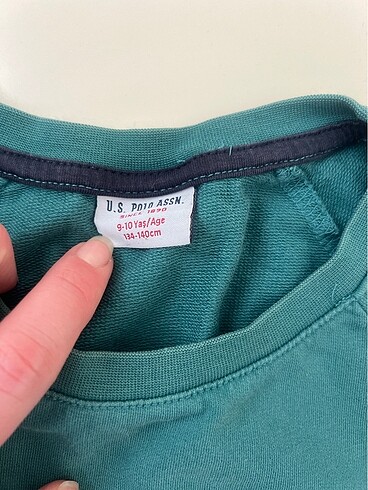 U.S. POLO ASSN.
SINCE 1890
9-10 Yaş/Age
134-140cm